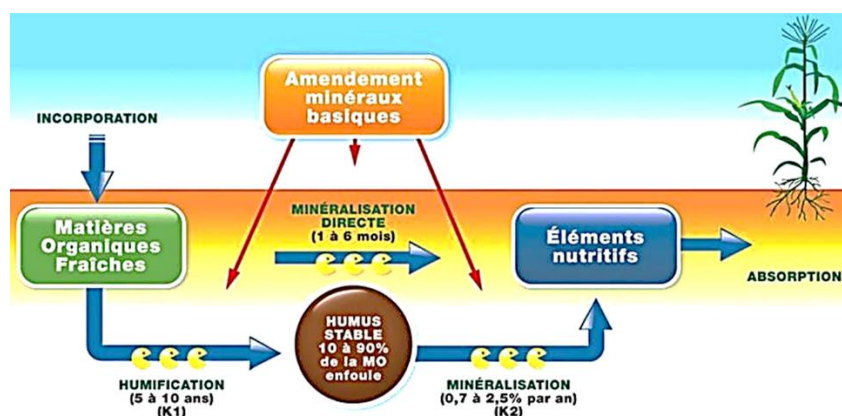 Amendement
minéraux
basiques
INCORPORATION
Matières
Organiques
Fraîches
MINÉRALISATION
DIRECTE
(1 à 6 mois)
Éléments
nutritifs
ABSORPTION
HUMUS
STABLE
10 à 90%
de la MO
enfoule
HUMIFICATION
(5 à 10 ans)
(K1)
MINÉRALISATION
(0,7 à 2,5% par an)
(K2)